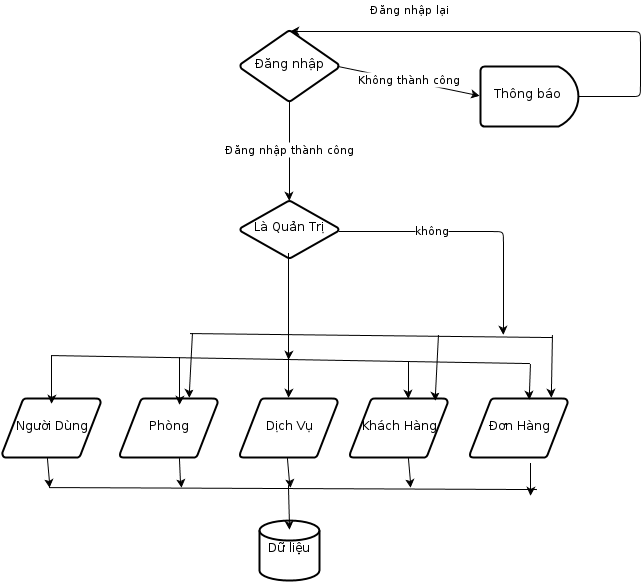 Đăng nhập lại
Đăng nhập
Không thành công
Thông báo
Đăng nhập thành công
Là Quản Trị
không
Người Dùng
Phòng
Dịch Vụ
Khách Hàng
Đơn Hàng
Dữ liệu